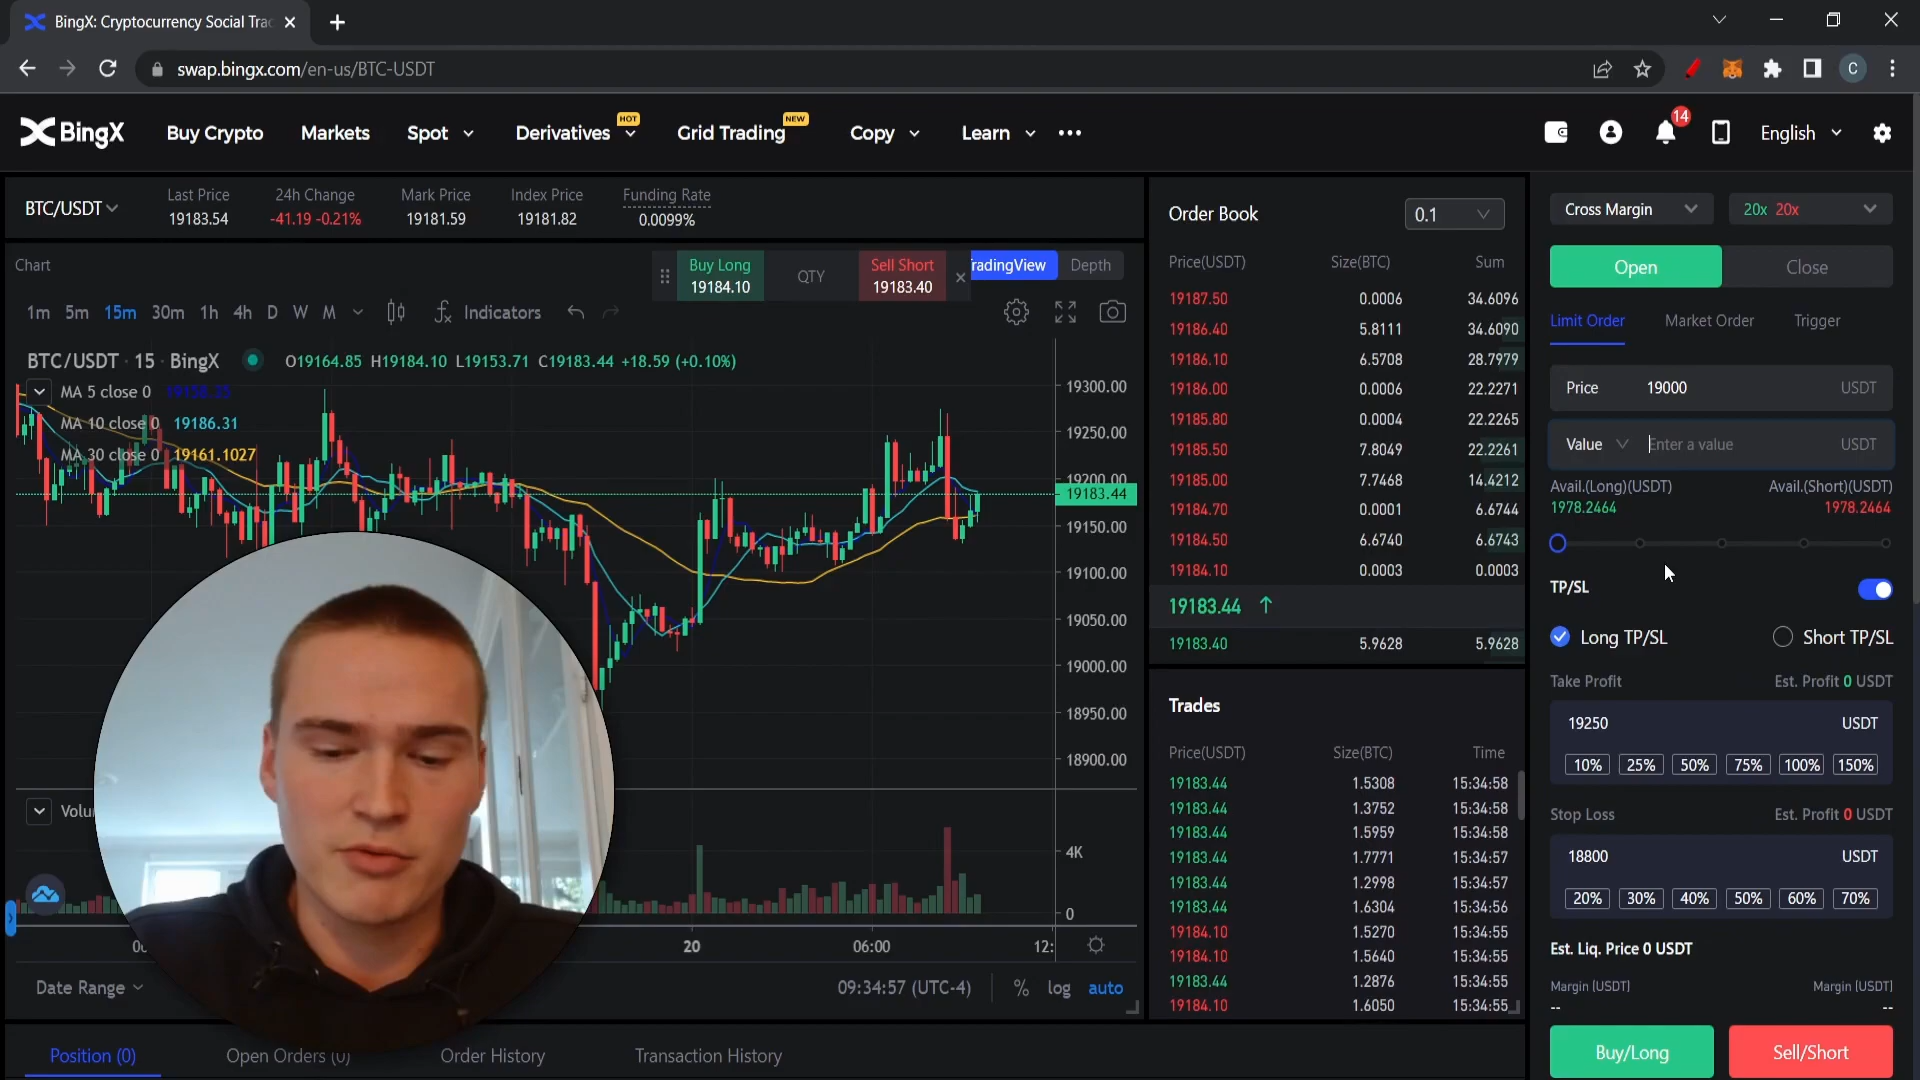 BingX: Cryptocurrency Social Trac
swap.bingx.com/en-us/BTC-USDT
C
BingX
Buy Crypto
Markets
Spot
Derivatives
HOT
Grid Trading
NEW
Copy
Learn
14
English
BTC/USDT
Last Price
19183.54
24h Change
-41.19 -0.21%
Mark Price
19181.59
Index Price
19181.82
Funding Rate
0.0099%
Chart
Buy Long
19184.10
QTY
Sell Short
19183.40
TradingView
Depth
1m 5m 15m 30m 1h 4h D W M
Indicators
BTC/USDT · 15 · BingX
O19164.85 H19184.10 L19153.71 C19183.44 +18.59 (+0.10%)
MA 5 close 0
MA 10 close 0 19186.31
MA 30 close 0 19161.1027
19300.00
19250.00
19200.00
19183.44
19150.00
19100.00
19050.00
19000.00
18950.00
18900.00
4K
0
20
06:00
12:
Date Range
09:34:57 (UTC-4)
% log auto
Position (0)
Open Orders (0)
Order History
Transaction History
Order Book
0.1
Price(USDT) Size(BTC) Sum
19187.50 0.0006 34.6096
19186.40 5.8111 34.6090
19186.10 6.5708 28.7979
19186.00 0.0006 22.2271
19185.80 0.0004 22.2265
19185.50 7.8049 22.2261
19185.00 7.7468 14.4212
19184.70 0.0001 6.6744
19184.50 6.6740 6.6743
19184.10 0.0003 0.0003
19183.44
19183.40 5.9628 5.9628
Trades
Price(USDT) Size(BTC) Time
19183.44 1.5308 15:34:58
19183.44 1.3752 15:34:58
19183.44 1.5959 15:34:58
19183.44 1.7771 15:34:57
19183.44 1.2998 15:34:57
19183.44 1.6304 15:34:56
19184.10 1.5270 15:34:55
19184.10 1.5640 15:34:55
19183.44 1.2876 15:34:55
19184.10 1.6050 15:34:55
Cross Margin
20x 20x
Open
Close
Limit Order
Market Order
Trigger
Price 19000 USDT
Value Enter a value USDT
Avail.(Long)(USDT) Avail.(Short)(USDT)
1978.2464 1978.2464
TP/SL
Long TP/SL
Short TP/SL
Take Profit Est. Profit 0 USDT
19250 USDT
10% 25% 50% 75% 100% 150%
Stop Loss Est. Profit 0 USDT
18800 USDT
20% 30% 40% 50% 60% 70%
Est. Liq. Price 0 USDT
Margin (USDT) Margin (USDT)
-- --
Buy/Long
Sell/Short